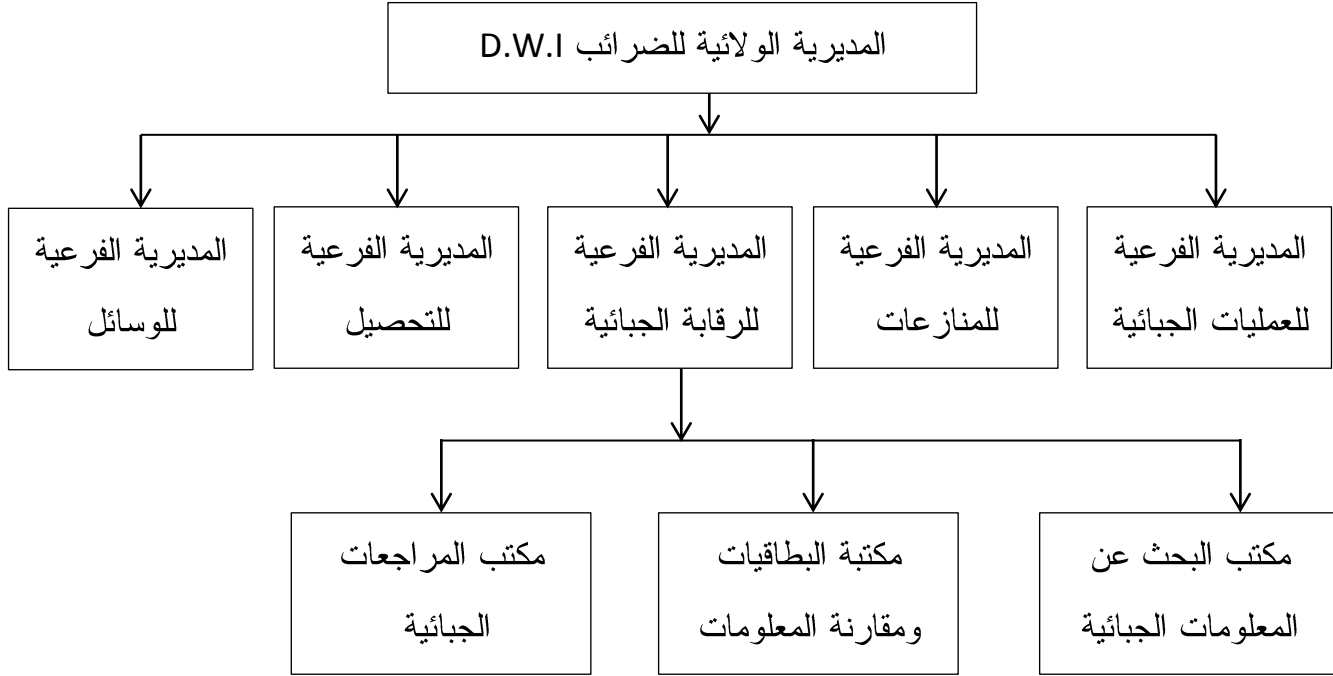 المديرية الولائية للضرائب D.W.I
المديرية الفرعية
للعمليات الجبائية
المديرية الفرعية
للمنازعات
المديرية الفرعية
للرقابة الجبائية
المديرية الفرعية
للتحصيل
المديرية الفرعية
للوسائل
مكتب البحث عن
المعلومات الجبائية
مكتبة البطاقيات
ومقارنة المعلومات
مكتب المراجعات
الجبائية